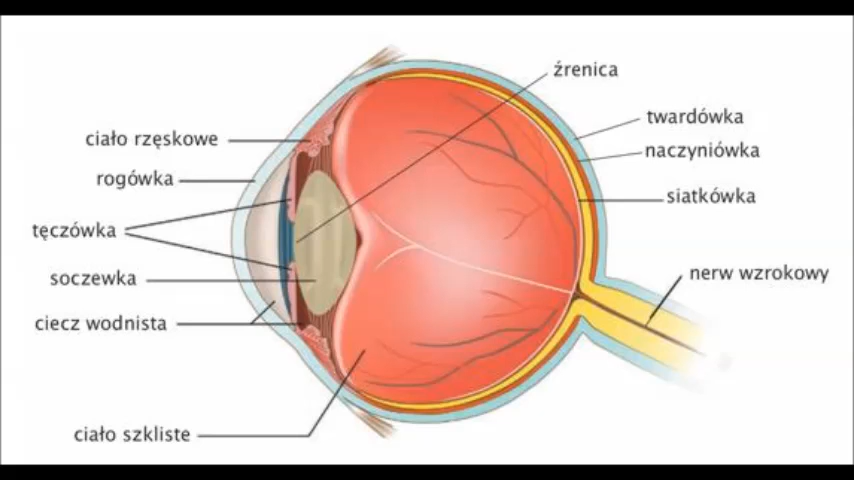 źrenica
twardówka
ciało rzęskowe
naczyniówka
rogówka
siatkówka
tęczówka
nerw wzrokowy
soczewka
ciecz wodnista
ciało szkliste